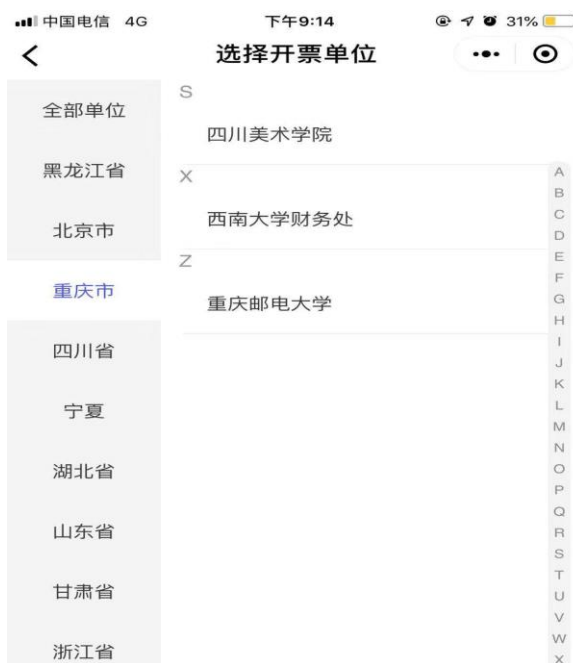 中国电信 4G 下午9:14 31%
选择开票单位
全部单位
黑龙江省
北京市
重庆市
四川省
宁夏
湖北省
山东省
甘肃省
浙江省
S
四川美术学院
X
西南大学财务处
Z
重庆邮电大学
A
B
C
D
E
F
G
H
I
J
K
L
M
N
O
P
Q
R
S
T
U
V
W
X